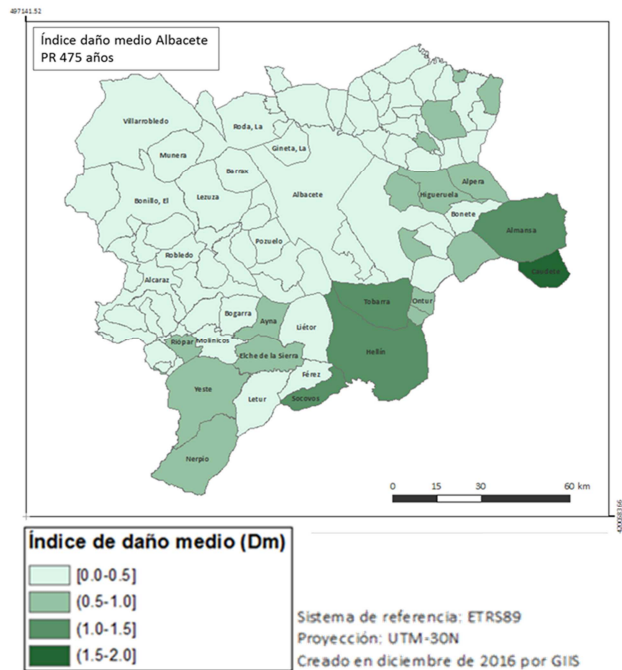 497141.52
Índice daño medio Albacete
PR 475 años
Villarrobledo
Roda, La
Munera
Gineta, La
Barrax
Bonillo, El
Lezuza
Albacete
Alpera
Higueruela
Bonete
Almansa
Pozuelo
Robledo
Caudete
Alcaraz
Tobarra
Ontur
Bogarra
Ayna
Liétor
Riópar
Molinicos
Elche de la Sierra
Hellín
Férez
Yeste
Letur
Socovos
Nerpio
0 15 30 60 km
Índice de daño medio (Dm)
[0.0-0.5]
(0.5-1.0]
(1.0-1.5]
(1.5-2.0]
Sistema de referencia: ETRS89
Proyección: UTM-30N
Creado en diciembre de 2016 por GIIS